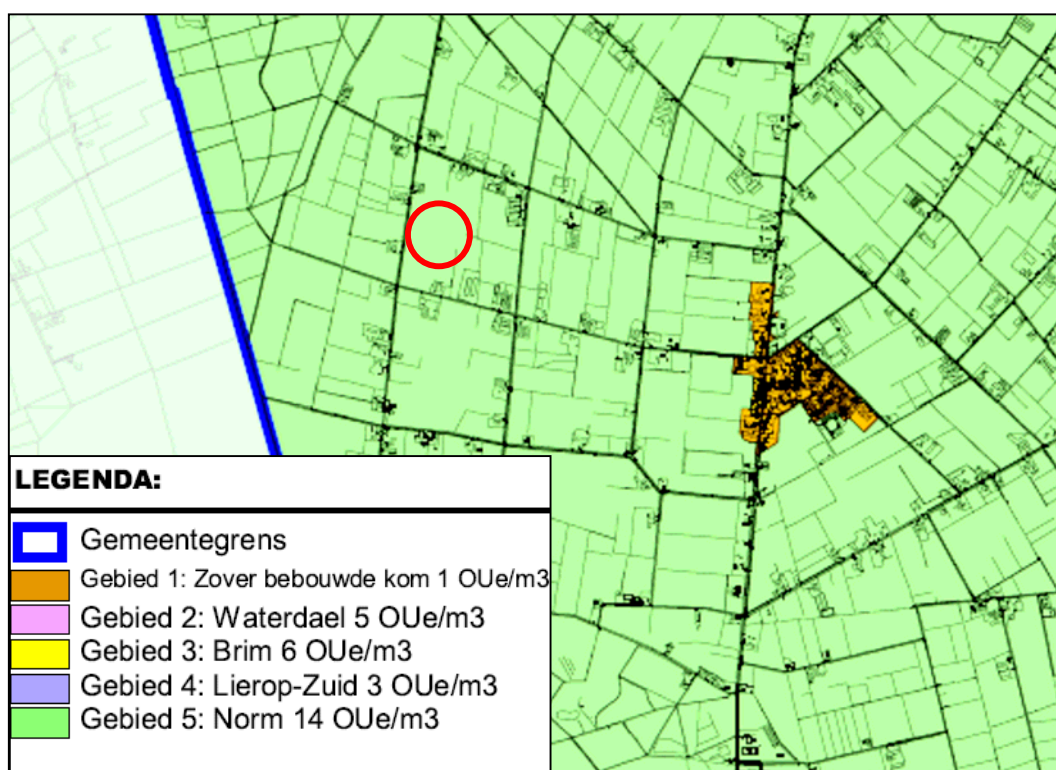 LEGENDA:
Gemeentegrens
Gebied 1: Zover bebouwde kom 1 OUe/m3
Gebied 2: Waterdael 5 OUe/m3
Gebied 3: Brim 6 OUe/m3
Gebied 4: Lierop-Zuid 3 OUe/m3
Gebied 5: Norm 14 OUe/m3